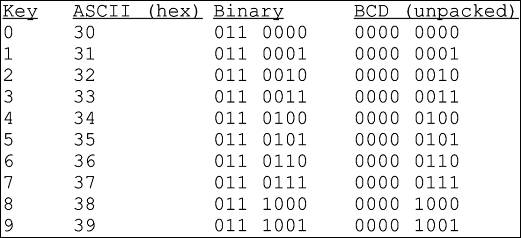 Key ASCII (hex) Binary BCD (unpacked)
0 30 011 0000 0000 0000
1 31 011 0001 0000 0001
2 32 011 0010 0000 0010
3 33 011 0011 0000 0011
4 34 011 0100 0000 0100
5 35 011 0101 0000 0101
6 36 011 0110 0000 0110
7 37 011 0111 0000 0111
8 38 011 1000 0000 1000
9 39 011 1001 0000 1001